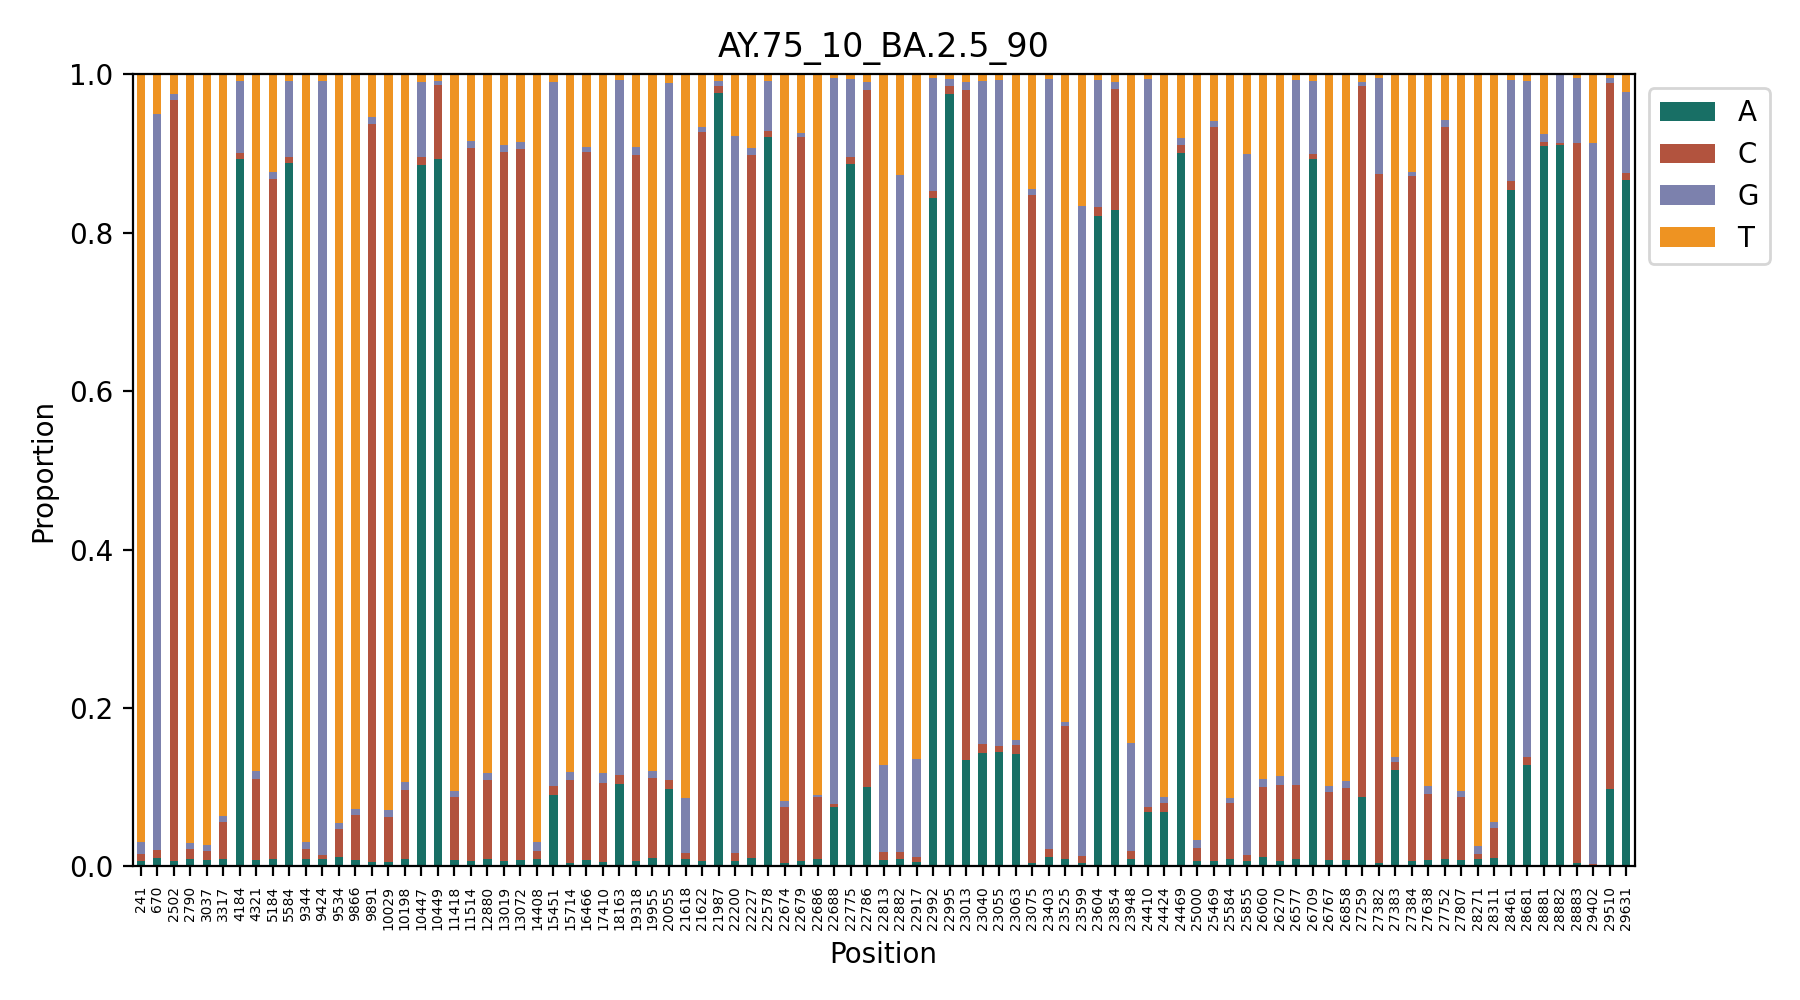 AY.75_10_BA.2.5_90
1.0
0.8
0.6
0.4
0.2
0.0
Proportion
A
C
G
T
241 670 2502 2790 3037 3317 4184 4321 5184 5584 9344 9424 9534 9866 9891 10029 10198 10447 10449 11418 11514 12880 13019 13072 14408 15451 15714 16466 17410 18163 19318 19955 20055 21618 21622 21987 22200 22227 22578 22674 22679 22686 22688 22775 22786 22813 22882 22917 22992 22995 23013 23040 23055 23063 23075 23403 23525 23599 23604 23854 23948 24410 24424 24469 25000 25469 25584 25855 26060 26270 26577 26709 26767 26858 27259 27382 27383 27384 27638 27752 27807 28271 28311 28461 28681 28881 28882 28883 29402 29510 29631
Position